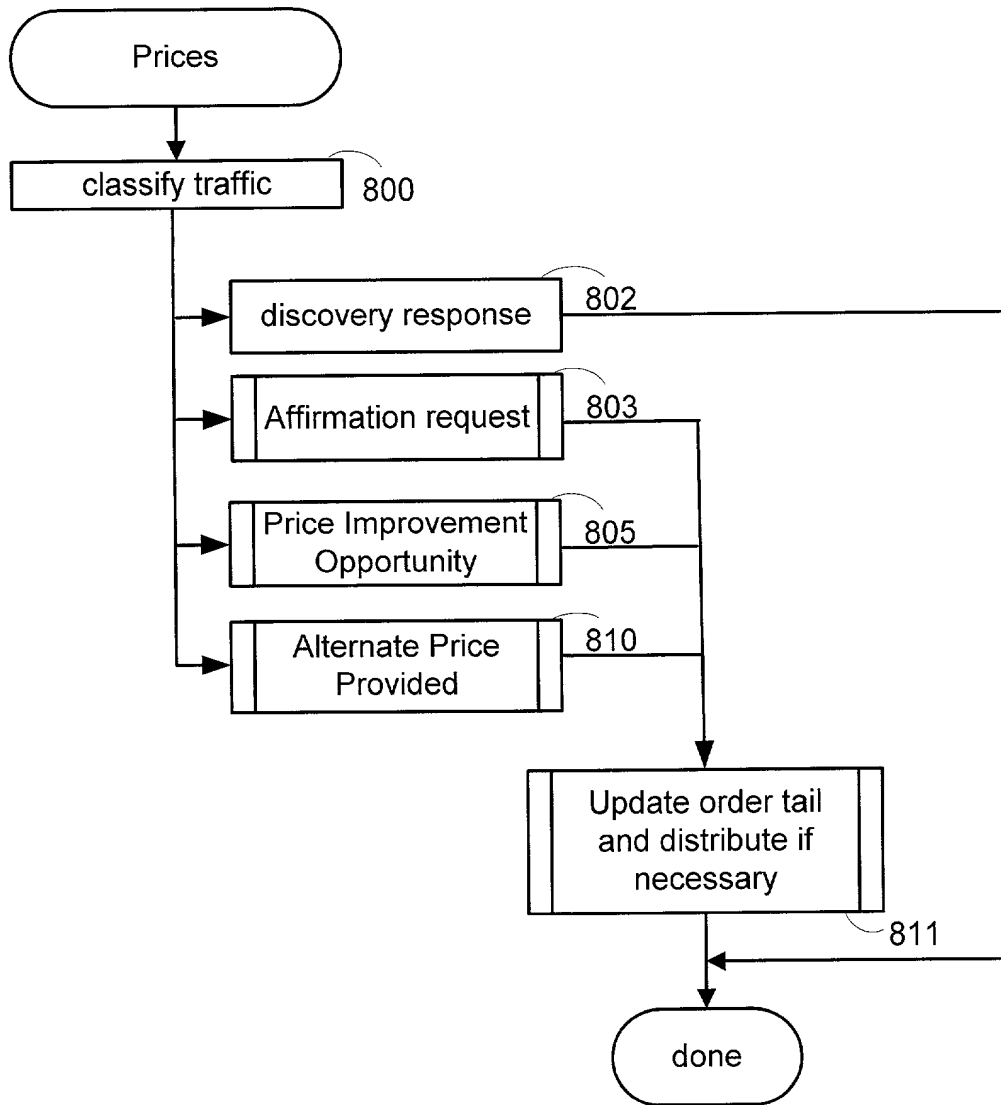 Prices
classify traffic
800
discovery response
802
Affirmation request
803
Price Improvement
Opportunity
805
Alternate Price
Provided
810
Update order tail
and distribute if
necessary
811
done